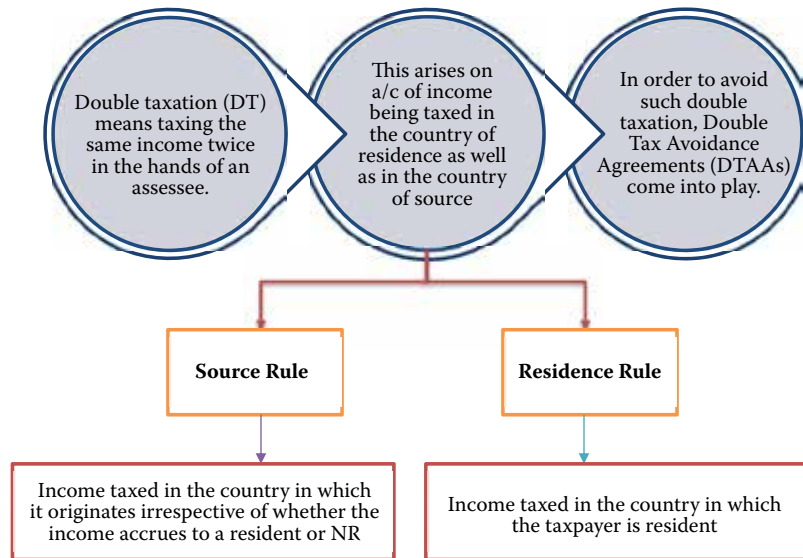 Double taxation (DT)
means taxing the
same income twice
in the hands of an
assessee.
This arises on
a/c of income
being taxed in
the country of
residence as well
as in the country
of source
In order to avoid
such double
taxation, Double
Tax Avoidance
Agreements (DTAAs)
come into play.
Source Rule
Residence Rule
Income taxed in the country in which
it originates irrespective of whether the
income accrues to a resident or NR
Income taxed in the country in which
the taxpayer is resident